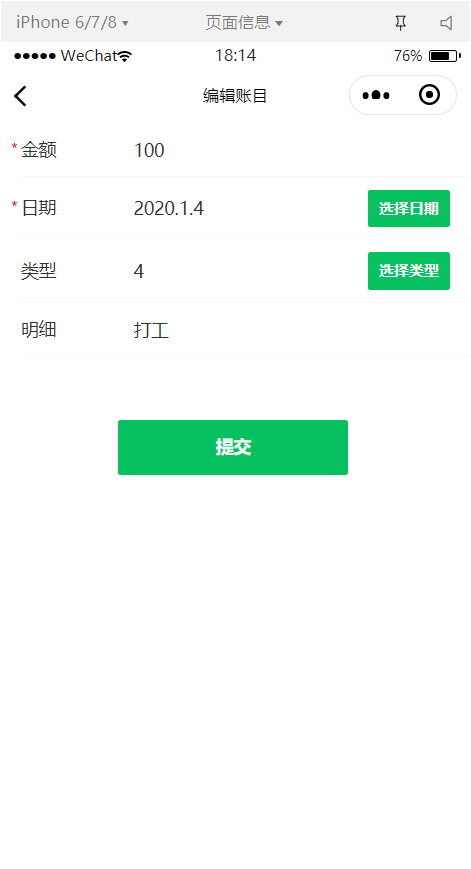 iPhone 6/7/8 页面信息
WeChat 18:14 76%
编辑账目
* 金额 100
* 日期 2020.1.4 选择日期
类型 4 选择类型
明细 打工
提交